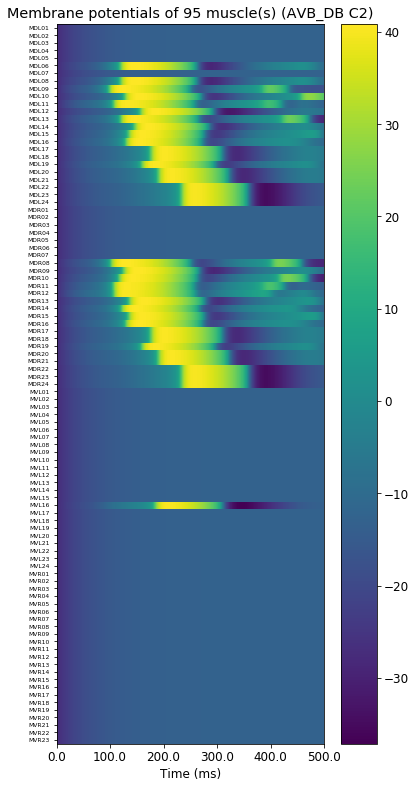 Membrane potentials of 95 muscle(s) (AVB_DB C2)
MDL01
MDL02
MDL03
MDL04
MDL05
MDL06
MDL07
MDL08
MDL09
MDL10
MDL11
MDL12
MDL13
MDL14
MDL15
MDL16
MDL17
MDL18
MDL19
MDL20
MDL21
MDL22
MDL23
MDL24
MDR01
MDR02
MDR03
MDR04
MDR05
MDR06
MDR07
MDR08
MDR09
MDR10
MDR11
MDR12
MDR13
MDR14
MDR15
MDR16
MDR17
MDR18
MDR19
MDR20
MDR21
MDR22
MDR23
MDR24
MVL01
MVL02
MVL03
MVL04
MVL05
MVL06
MVL07
MVL08
MVL09
MVL10
MVL11
MVL12
MVL13
MVL14
MVL15
MVL16
MVL17
MVL18
MVL19
MVL20
MVL21
MVL22
MVL23
MVL24
MVR01
MVR02
MVR03
MVR04
MVR05
MVR06
MVR07
MVR08
MVR09
MVR10
MVR11
MVR12
MVR13
MVR14
MVR15
MVR16
MVR17
MVR18
MVR19
MVR20
MVR21
MVR22
MVR23
0.0 100.0 200.0 300.0 400.0 500.0
Time (ms)
40
30
20
10
0
−10
−20
−30